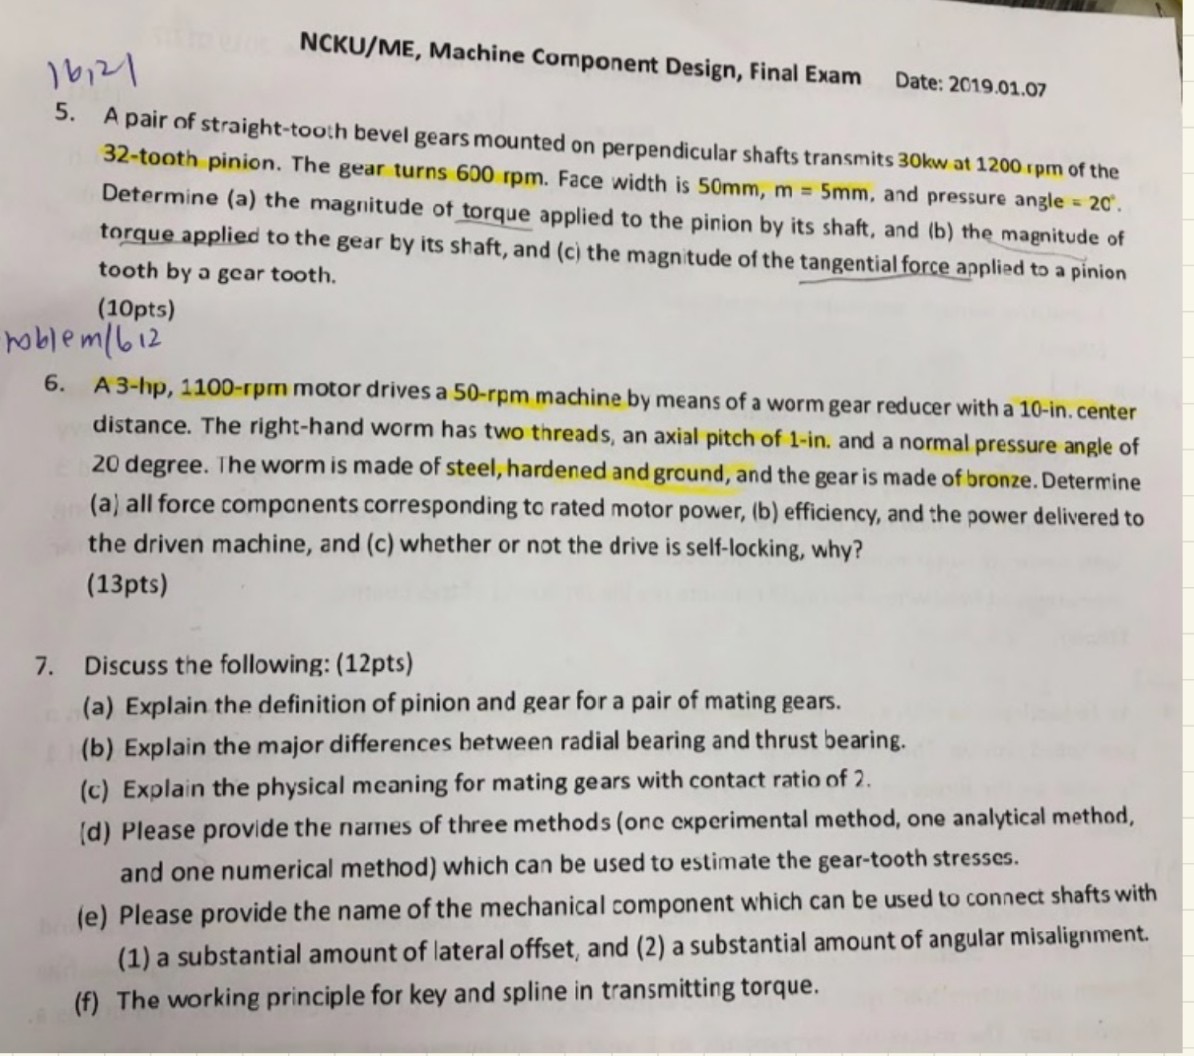 NCKU/ME, Machine Component Design, Final Exam Date: 2019.01.07
16,21
5. A pair of straight-tooth bevel gears mounted on perpendicular shafts transmits 30kw at 1200 rpm of the
32-tooth pinion. The gear turns 600 rpm. Face width is 50mm, m = 5mm, and pressure angle = 20°.
Determine (a) the magnitude of torque applied to the pinion by its shaft, and (b) the magnitude of
torque applied to the gear by its shaft, and (c) the magnitude of the tangential force applied to a pinion
tooth by a gear tooth.
(10pts)
roblem 16 12
6. A 3-hp, 1100-rpm motor drives a 50-rpm machine by means of a worm gear reducer with a 10-in. center
distance. The right-hand worm has two threads, an axial pitch of 1-in. and a normal pressure angle of
20 degree. The worm is made of steel, hardened and ground, and the gear is made of bronze. Determine
(a) all force components corresponding to rated motor power, (b) efficiency, and the power delivered to
the driven machine, and (c) whether or not the drive is self-locking, why?
(13pts)
7. Discuss the following: (12pts)
(a) Explain the definition of pinion and gear for a pair of mating gears.
(b) Explain the major differences between radial bearing and thrust bearing.
(c) Explain the physical meaning for mating gears with contact ratio of 2.
(d) Please provide the names of three methods (one experimental method, one analytical method,
and one numerical method) which can be used to estimate the gear-tooth stresses.
(e) Please provide the name of the mechanical component which can be used to connect shafts with
(1) a substantial amount of lateral offset, and (2) a substantial amount of angular misalignment.
(f) The working principle for key and spline in transmitting torque.